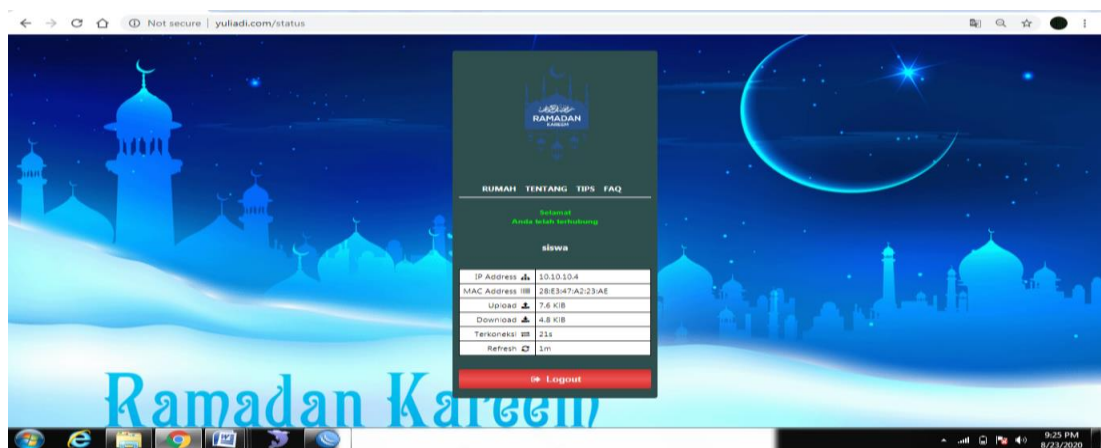 Not secure | yuliadi.com/status
RAMADAN
KAREEM
RUMAH TENTANG TIPS FAQ
Selamat
Anda telah terhubung
siswa
IP Address 10.10.10.4
MAC Address 28:E3:47:A2:23:AE
Upload 7.6 KiB
Download 4.8 KiB
Terkoneksi 21s
Refresh 1m
Logout
Ramadan Kareem
9:25 PM
8/23/2020